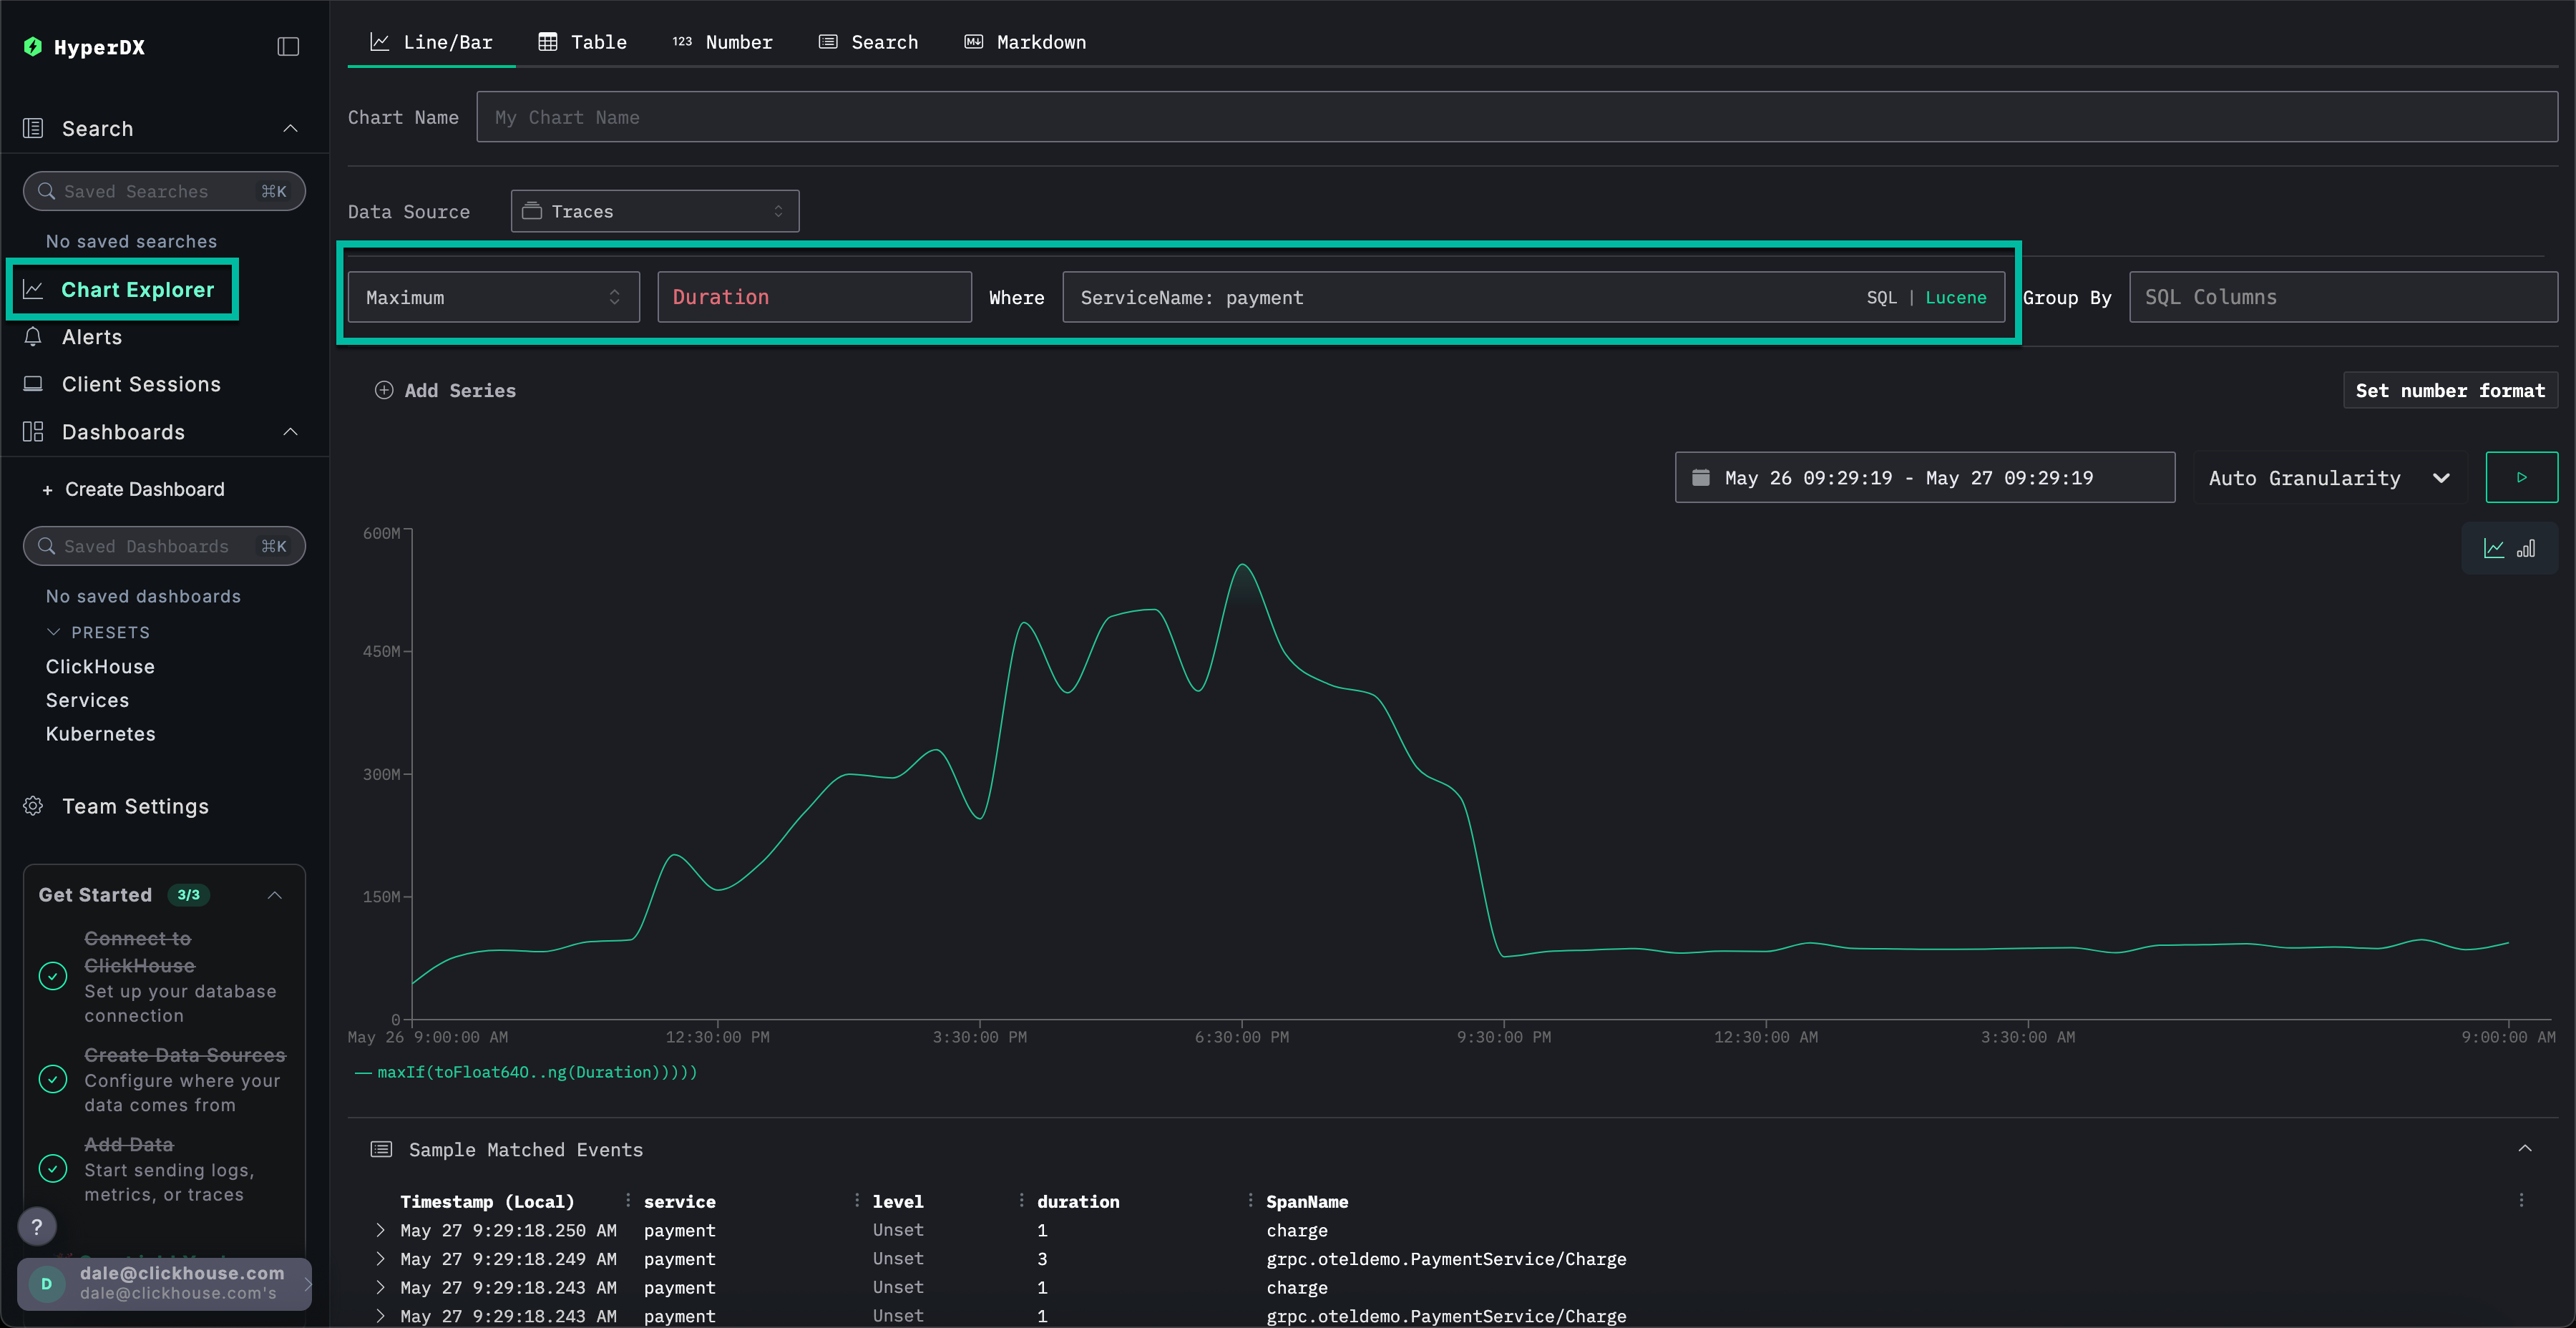 HyperDX
Search
Saved Searches ⌘K
No saved searches
Chart Explorer
Alerts
Client Sessions
Dashboards
+ Create Dashboard
Saved Dashboards ⌘K
No saved dashboards
PRESETS
ClickHouse
Services
Kubernetes
Team Settings
Get Started 3/3
Connect to
ClickHouse
Set up your database
connection
Create Data Sources
Configure where your
data comes from
Add Data
Start sending logs,
metrics, or traces
?
D
dale@clickhouse.com
dale@clickhouse.com's
Line/Bar
Table
123 Number
Search
Markdown
Chart Name My Chart Name
Data Source Traces
Maximum Duration Where ServiceName: payment SQL | Lucene Group By SQL Columns
Add Series
Set number format
May 26 09:29:19 - May 27 09:29:19 Auto Granularity
600M
450M
300M
150M
0
May 26 9:00:00 AM 12:30:00 PM 3:30:00 PM 6:30:00 PM 9:30:00 PM 12:30:00 AM 3:30:00 AM 9:00:00 AM
maxIf(toFloat64O..ng(Duration)))))
Sample Matched Events
Timestamp (Local) service level duration SpanName
May 27 9:29:18.250 AM payment Unset 1 charge
May 27 9:29:18.249 AM payment Unset 3 grpc.oteldemo.PaymentService/Charge
May 27 9:29:18.243 AM payment Unset 1 charge
May 27 9:29:18.243 AM payment Unset 1 grpc.oteldemo.PaymentService/Charge